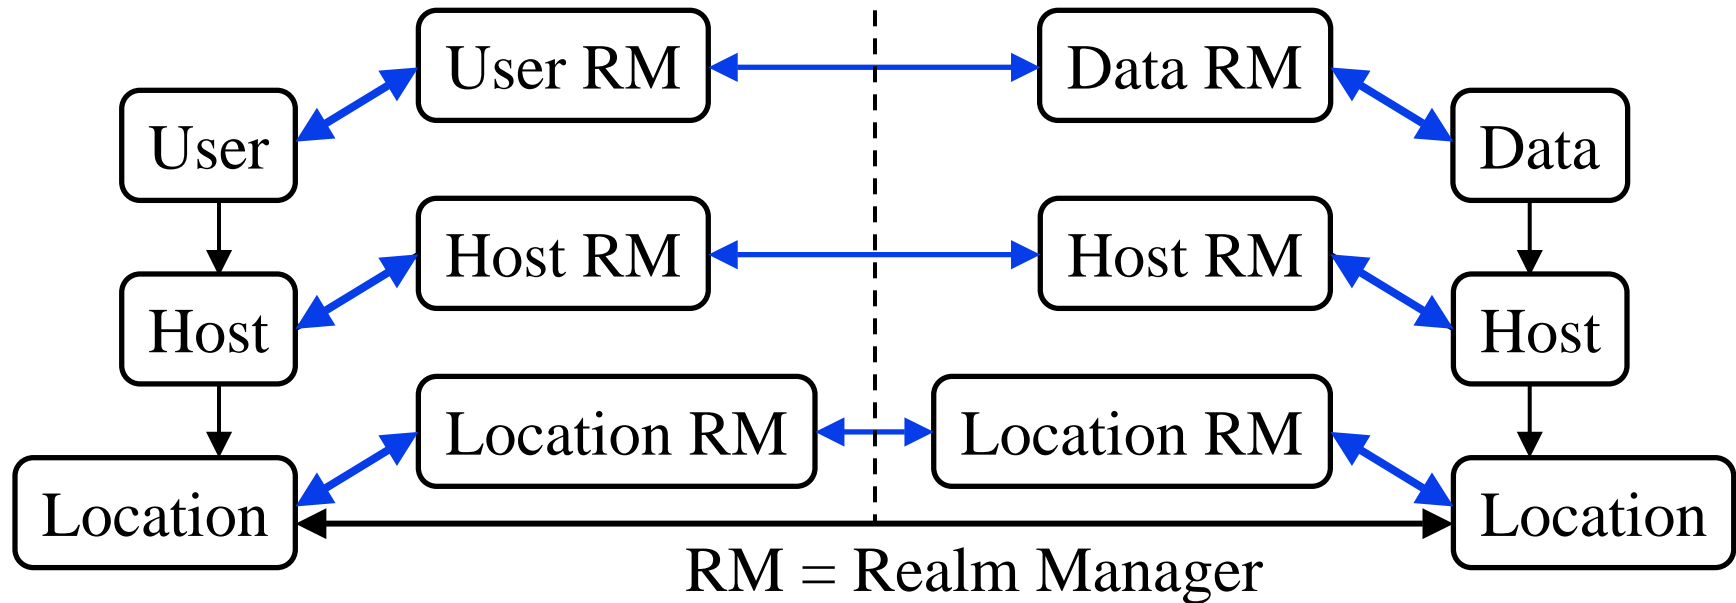 User RM
Data RM
User
Data
Host RM
Host RM
Host
Host
Location RM
Location RM
Location
Location
RM = Realm Manager